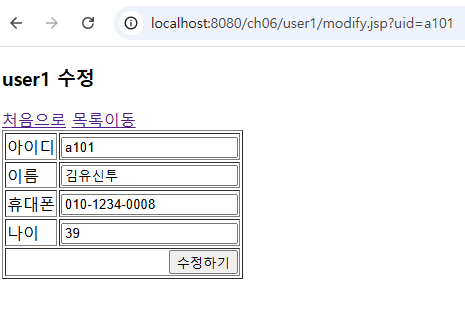 localhost:8080/ch06/user1/modify.jsp?uid=a101
user1 수정
처음으로 목록이동
아이디 a101
이름 김유신투
휴대폰 010-1234-0008
나이 39
수정하기